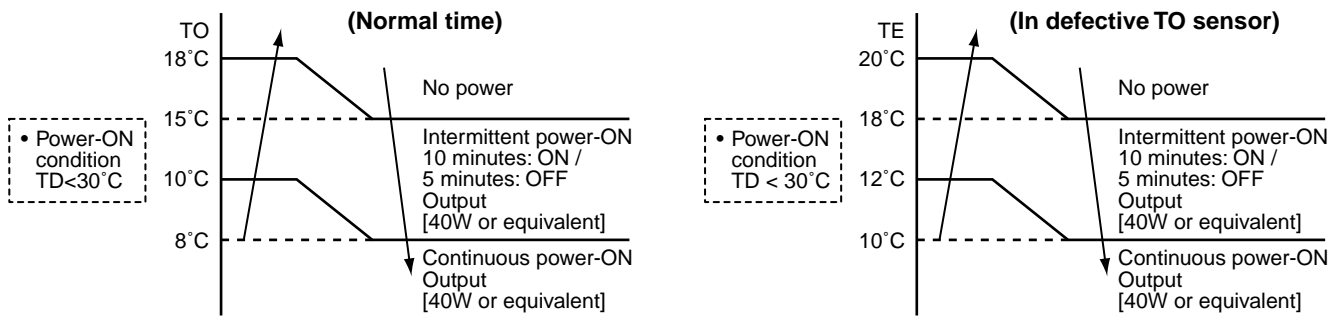 (Normal time)
TO
18˚C
15˚C
10˚C
8˚C
• Power-ON
condition
TD<30˚C
No power
Intermittent power-ON
10 minutes: ON /
5 minutes: OFF
Output
[40W or equivalent]
Continuous power-ON
Output
[40W or equivalent]
(In defective TO sensor)
TE
20˚C
18˚C
12˚C
10˚C
• Power-ON
condition
TD < 30˚C
No power
Intermittent power-ON
10 minutes: ON /
5 minutes: OFF
Output
[40W or equivalent]
Continuous power-ON
Output
[40W or equivalent]